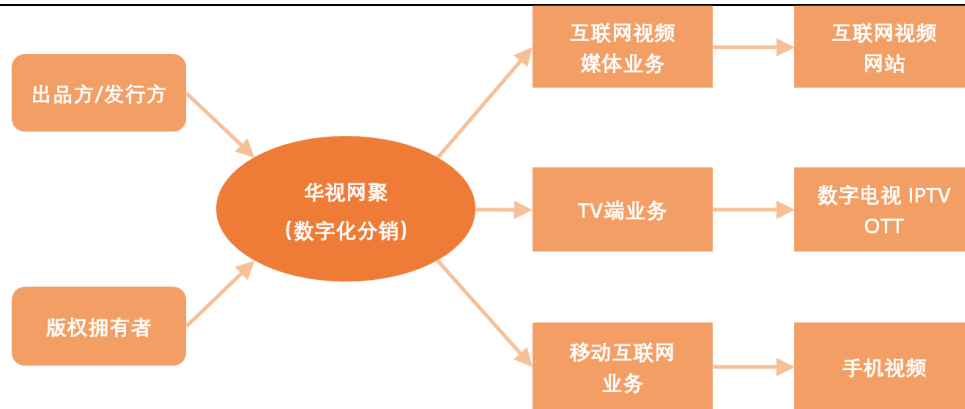 出品方/发行方
版权拥有者
华视网聚
(数字化分销)
互联网视频
媒体业务
互联网视频
网站
TV端业务
数字电视 IPTV
OTT
移动互联网
业务
手机视频